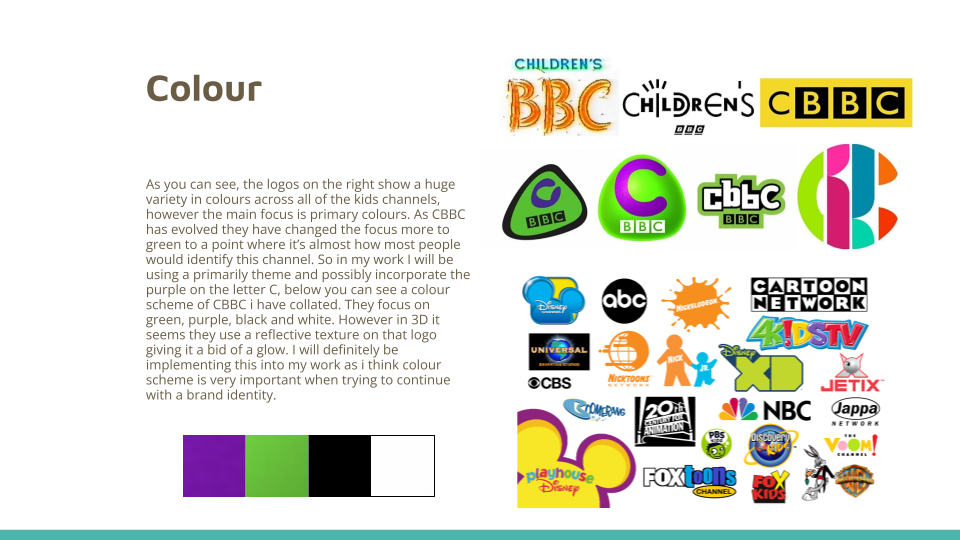 Colour
As you can see, the logos on the right show a huge
variety in colours across all of the kids channels,
however the main focus is primary colours. As CBBC
has evolved they have changed the focus more to
green to a point where it’s almost how most people
would identify this channel. So in my work I will be
using a primarily theme and possibly incorporate the
purple on the letter C, below you can see a colour
scheme of CBBC i have collated. They focus on
green, purple, black and white. However in 3D it
seems they use a reflective texture on that logo
giving it a bid of a glow. I will definitely be
implementing this into my work as i think colour
scheme is very important when trying to continue
with a brand identity.
CHILDREN'S
BBC
CHILDREN'S
BBC
CBBC
C
BBC
C
BBC
cbbc
BBC
Disney
abc
NICKELODEON
CARTOON
NETWORK
4KIDSTV
UNIVERSAL
NICKTOONS
NETWORK
NICK
JR.
Disney
XD
JETIX
CBS
BOOMERANG
20th
CENTURY FOX
ANIMATION
NBC
Jappa
NETWORK
PBS
KIDS
Discovery
KIDS
THE
VOOM!
CHANNEL
playhouse
Disney
FOXtoons
CHANNEL
FOX
KIDS
WARNER BROS